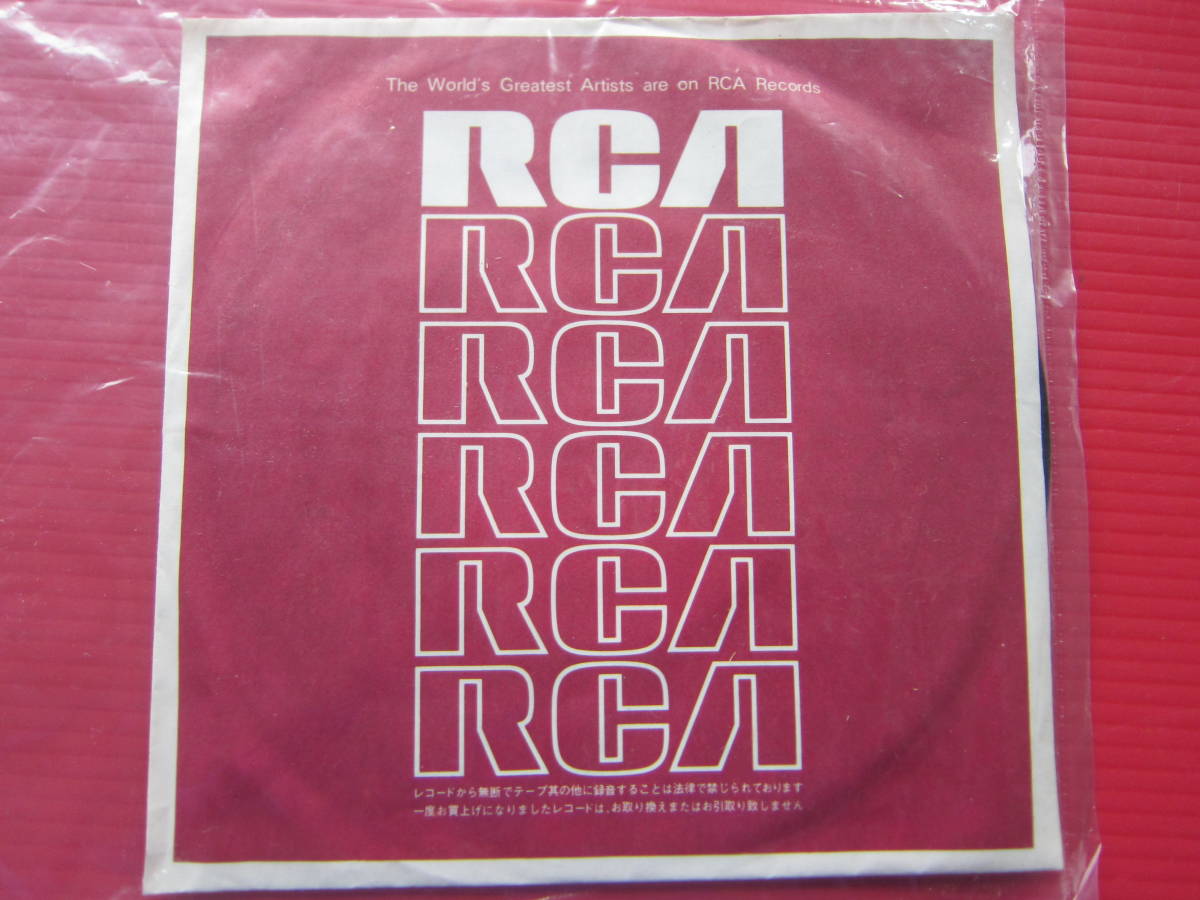 The World's Greatest Artists are on RCA Records
RCA
RCA
RCA
RCA
RCA
RCA
レコードから無断でテープ其の他に録音することは法律で禁じられております
一度お買上げになりましたレコードは、お取り換えまたはお引取り致しません